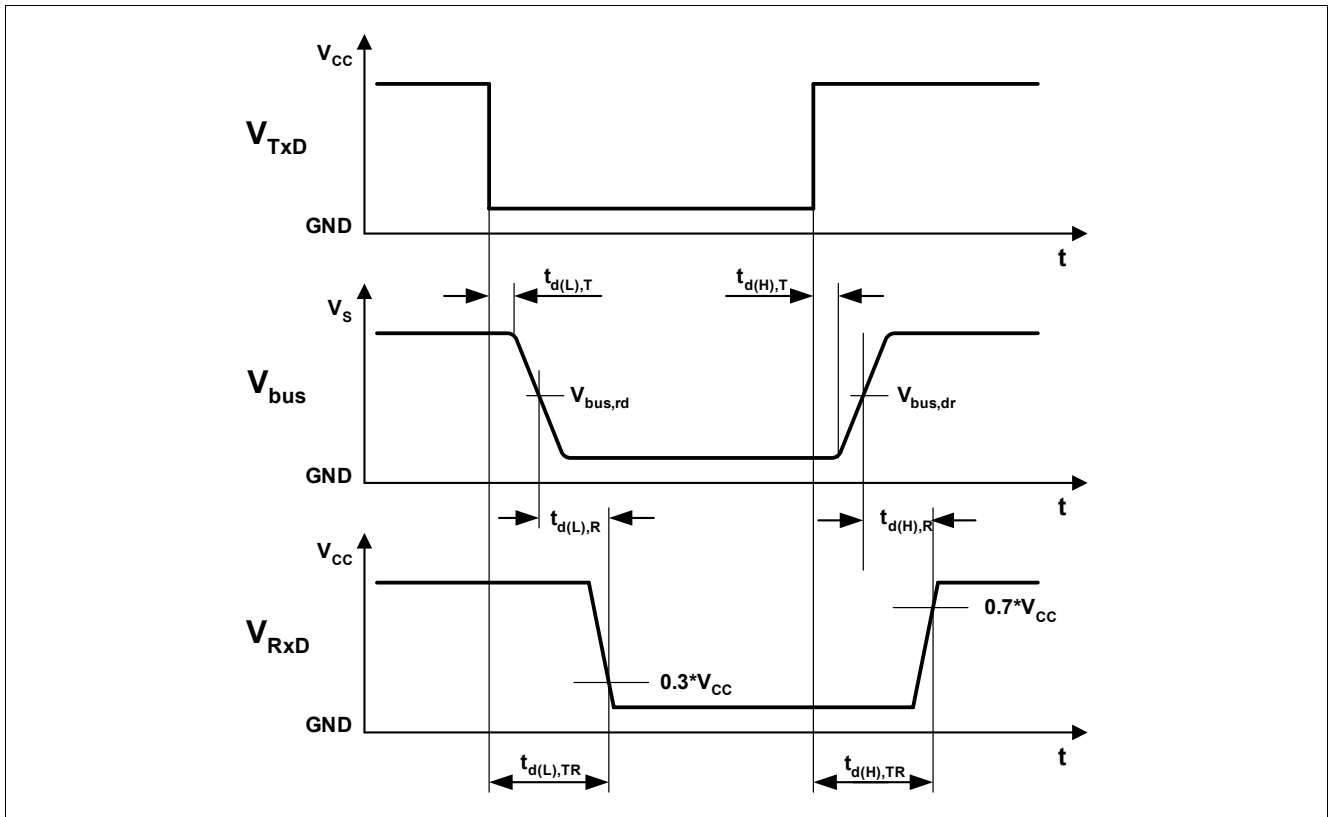 V_CC
V_TxD
GND
t
t_d(L),T
t_d(H),T
V_S
V_bus
V_bus,rd
V_bus,dr
GND
t
t_d(L),R
t_d(H),R
V_CC
0.7*V_CC
V_RxD
0.3*V_CC
GND
t
t_d(L),TR
t_d(H),TR